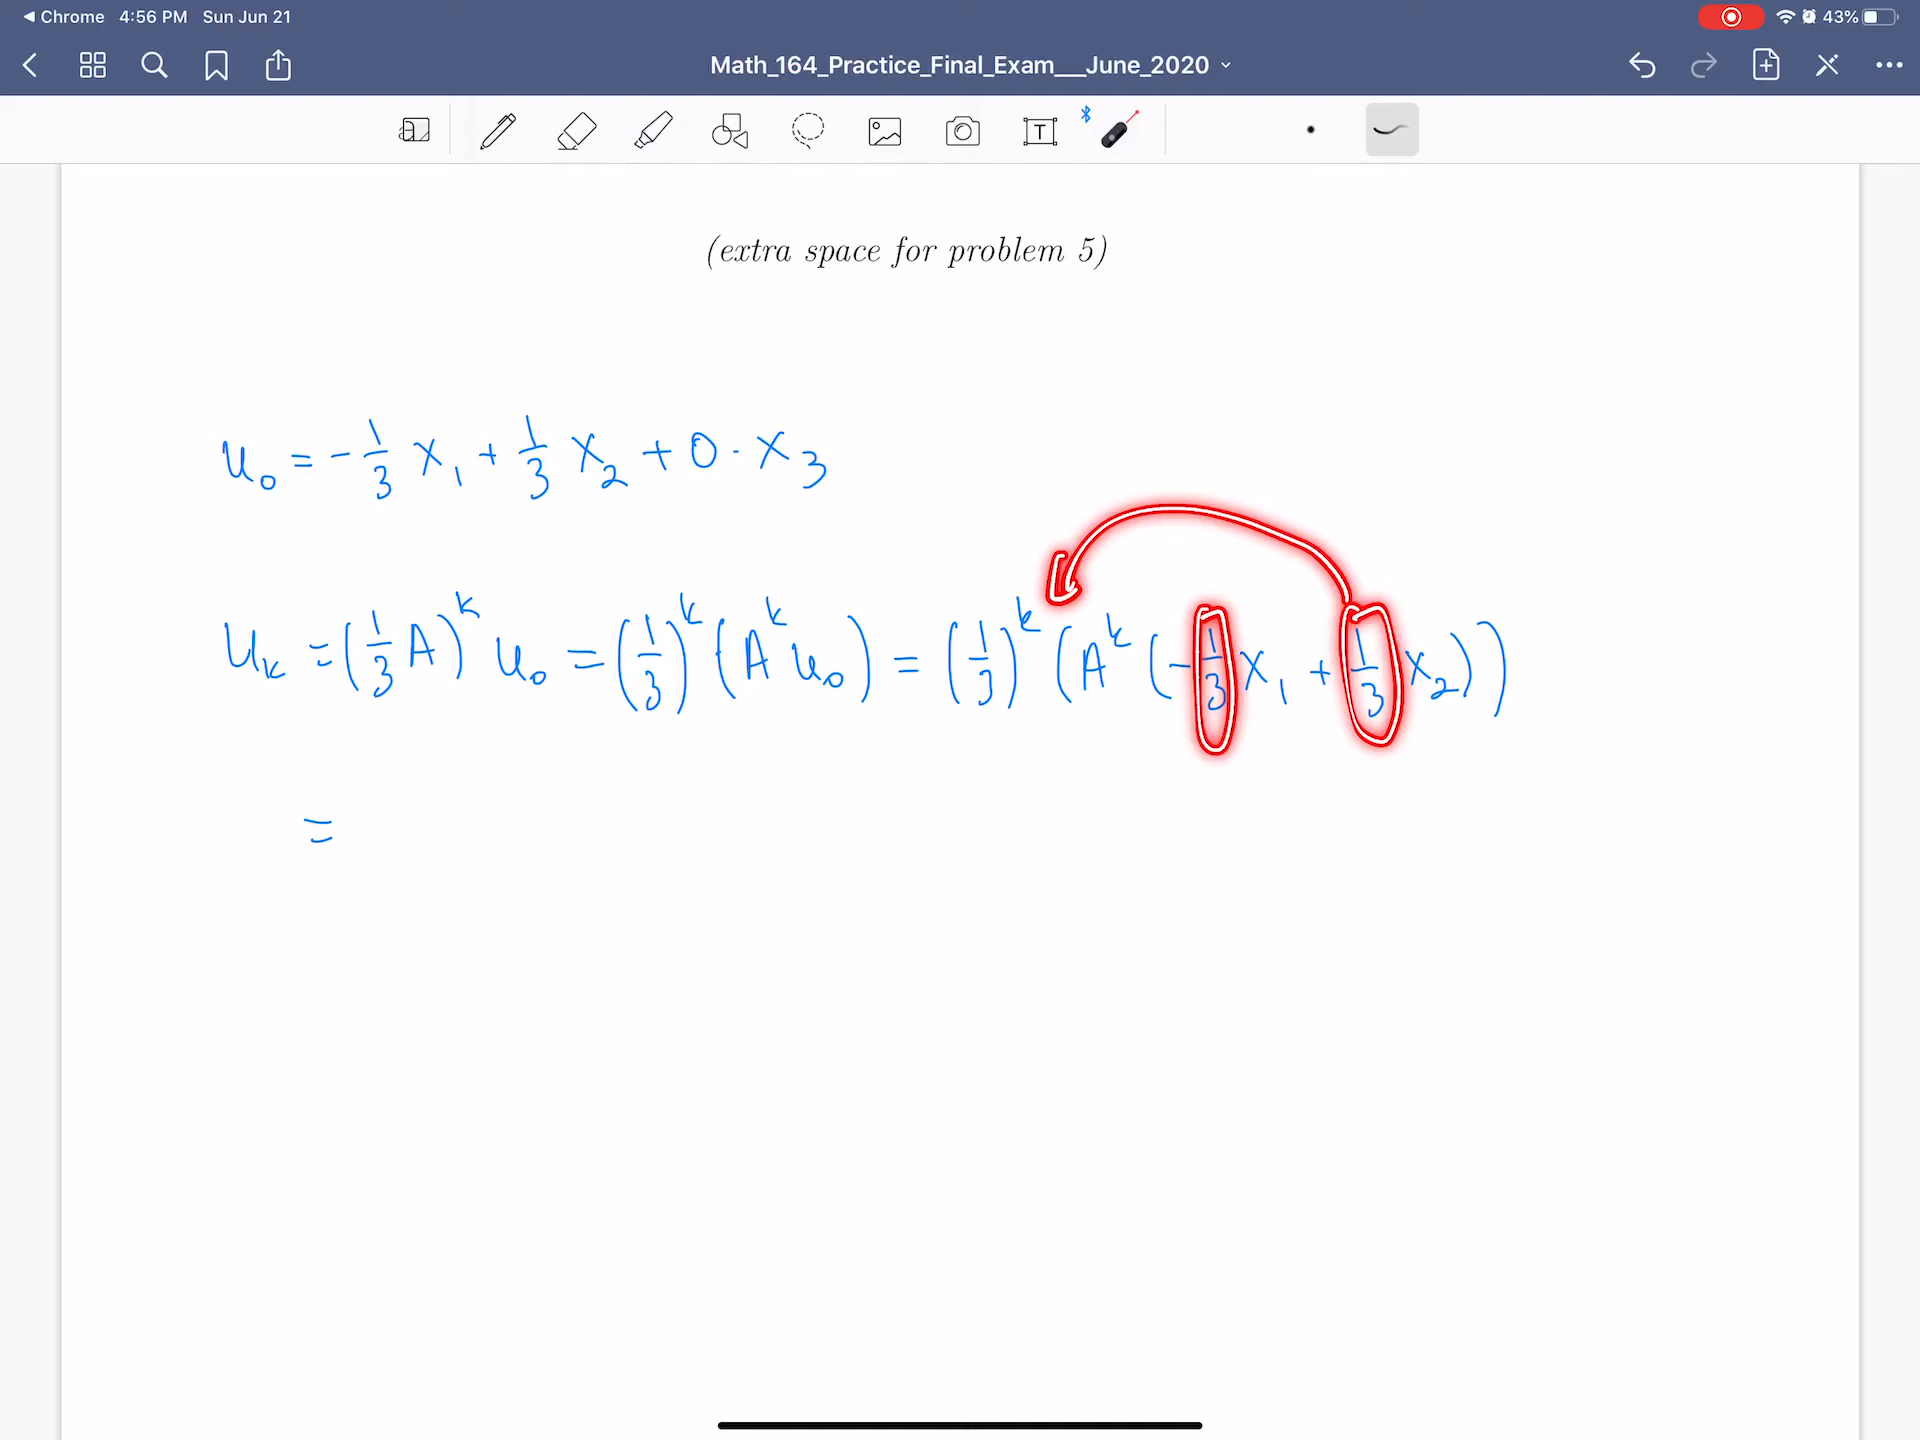 Chrome 4:56 PM Sun Jun 21 43%
Math_164_Practice_Final_Exam___June_2020
(extra space for problem 5)
u₀ = -1/3 x₁ + 1/3 x₂ + 0 · x₃
u_k = (1/3 A)^k u₀ = (1/3)^k (A^k u₀) = (1/3)^k (A^k (-1/3 x₁ + 1/3 x₂))
=